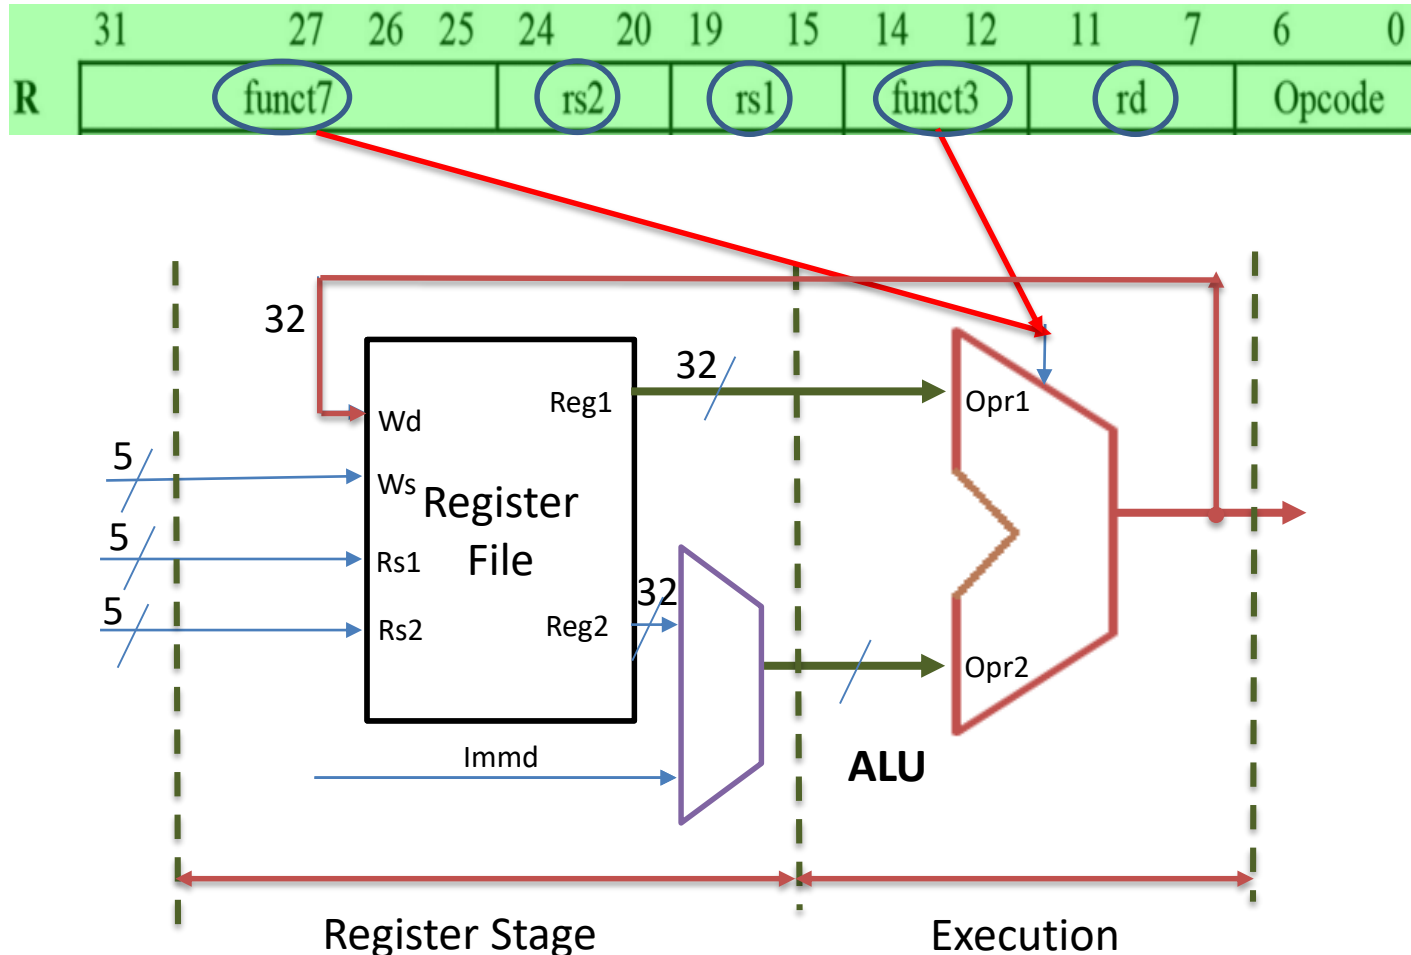 31 27 26 25 24 20 19 15 14 12 11 7 6 0
R funct7 rs2 rs1 funct3 rd Opcode
32
32
Reg1
Opr1
Wd
5
Ws
Register
File
5
Rs1
5
32
Rs2
Reg2
Opr2
Immd
ALU
Register Stage
Execution